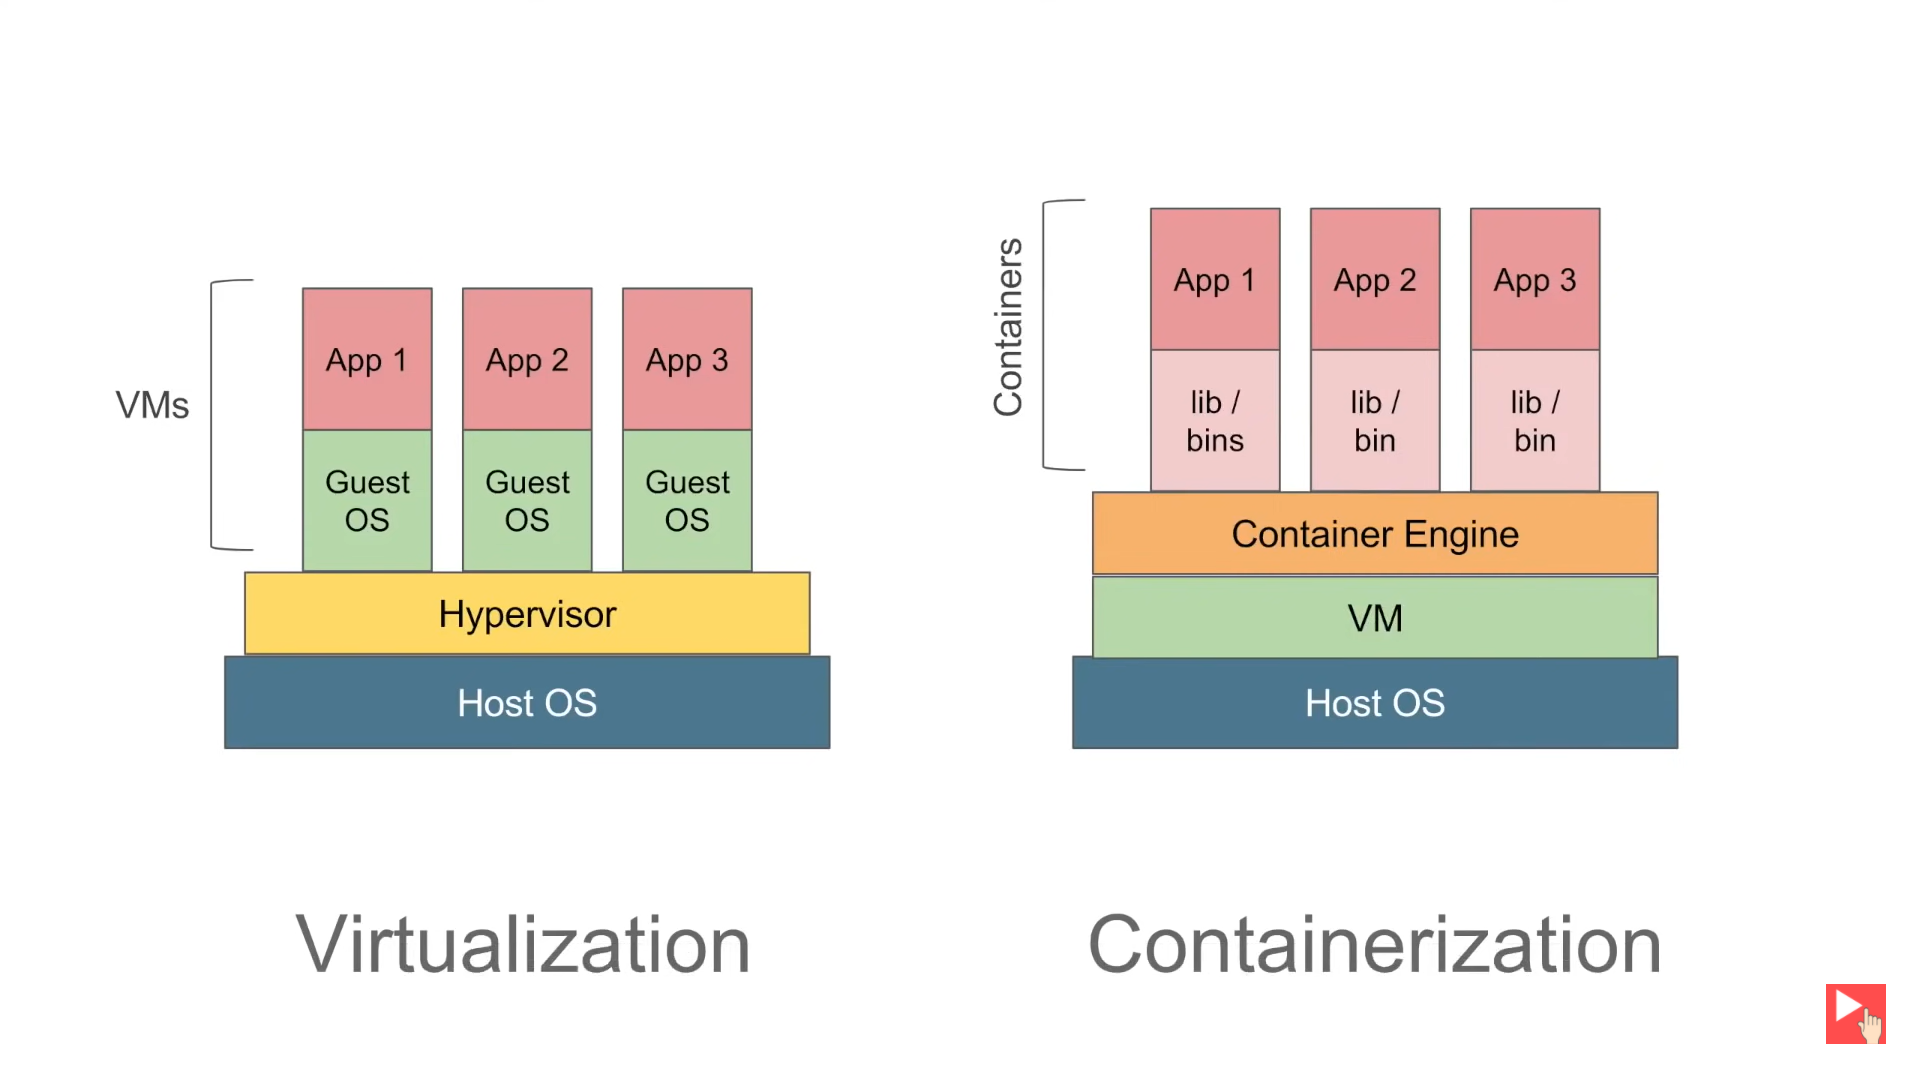 VMs
App 1
App 2
App 3
Guest
OS
Guest
OS
Guest
OS
Hypervisor
Host OS
Virtualization
Containers
App 1
App 2
App 3
lib /
bins
lib /
bin
lib /
bin
Container Engine
VM
Host OS
Containerization